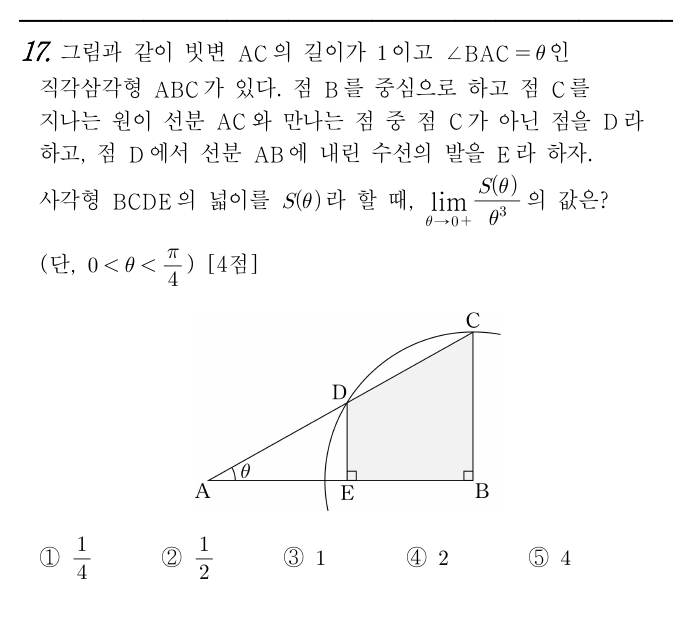 17. 그림과 같이 빗변 AC의 길이가 1이고 ∠BAC=θ인
직각삼각형 ABC가 있다. 점 B를 중심으로 하고 점 C를
지나는 원이 선분 AC와 만나는 점 중 점 C가 아닌 점을 D라
하고, 점 D에서 선분 AB에 내린 수선의 발을 E라 하자.
사각형 BCDE의 넓이를 S(θ)라 할 때, lim θ→0+ S(θ)/θ³ 의 값은?
(단, 0<θ<π/4) [4점]
C
D
θ
A
E
B
① 1/4 ② 1/2 ③ 1 ④ 2 ⑤ 4